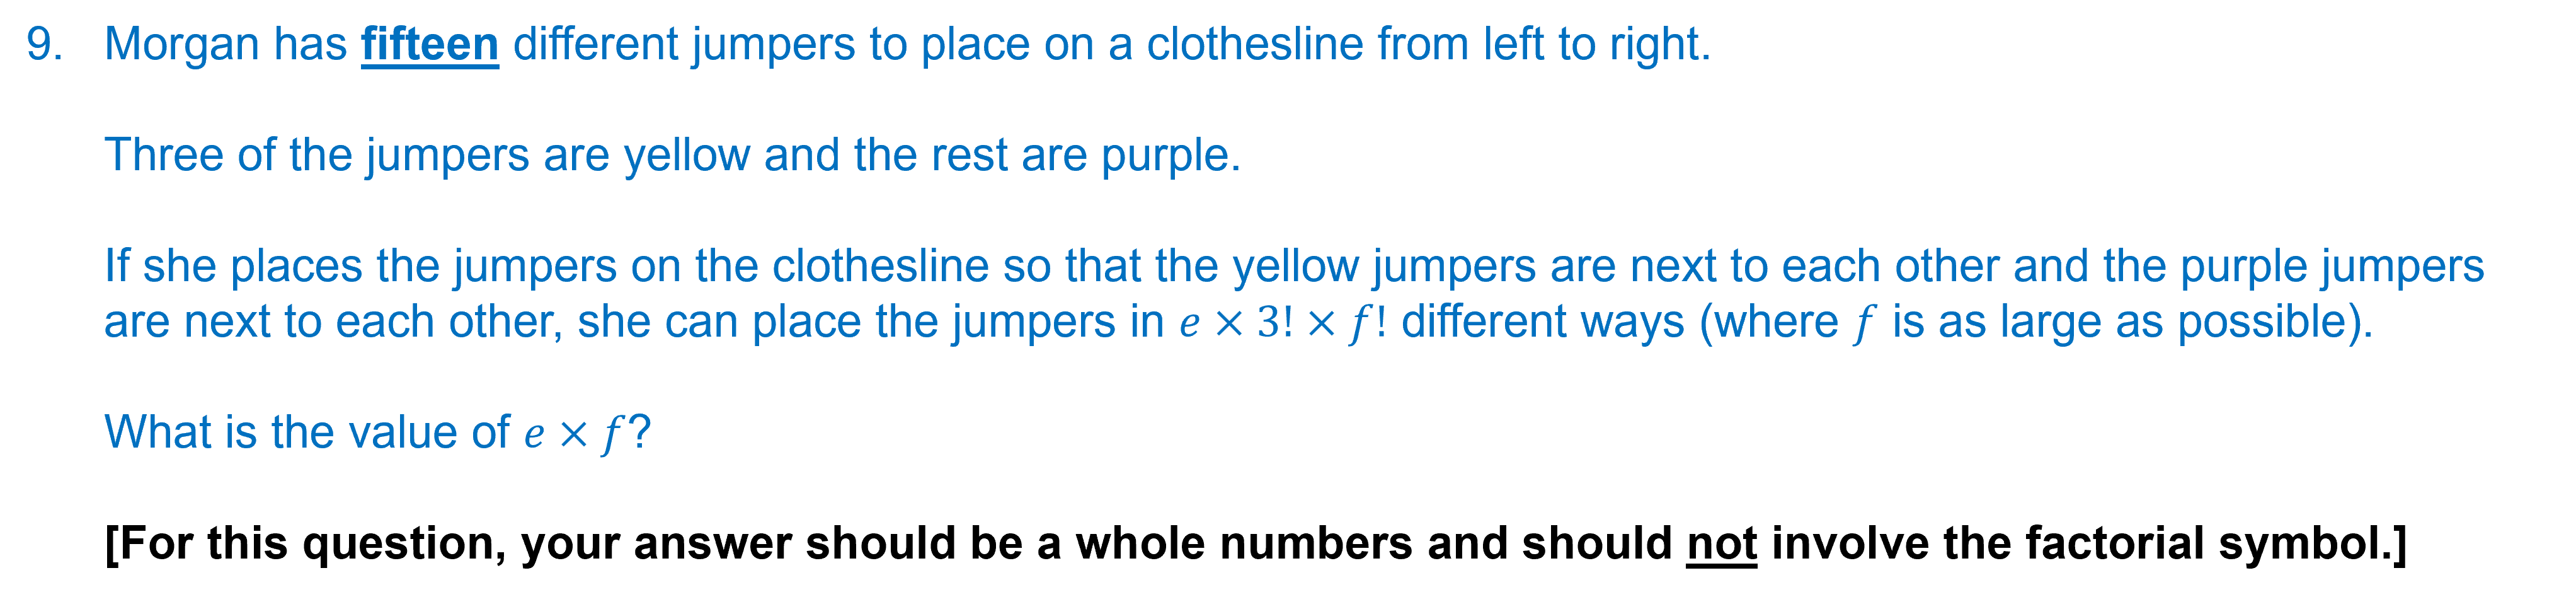 9. Morgan has fifteen different jumpers to place on a clothesline from left to right.
Three of the jumpers are yellow and the rest are purple.
If she places the jumpers on the clothesline so that the yellow jumpers are next to each other and the purple jumpers
are next to each other, she can place the jumpers in e × 3! × f! different ways (where f is as large as possible).
What is the value of e × f?
[For this question, your answer should be a whole numbers and should not involve the factorial symbol.]